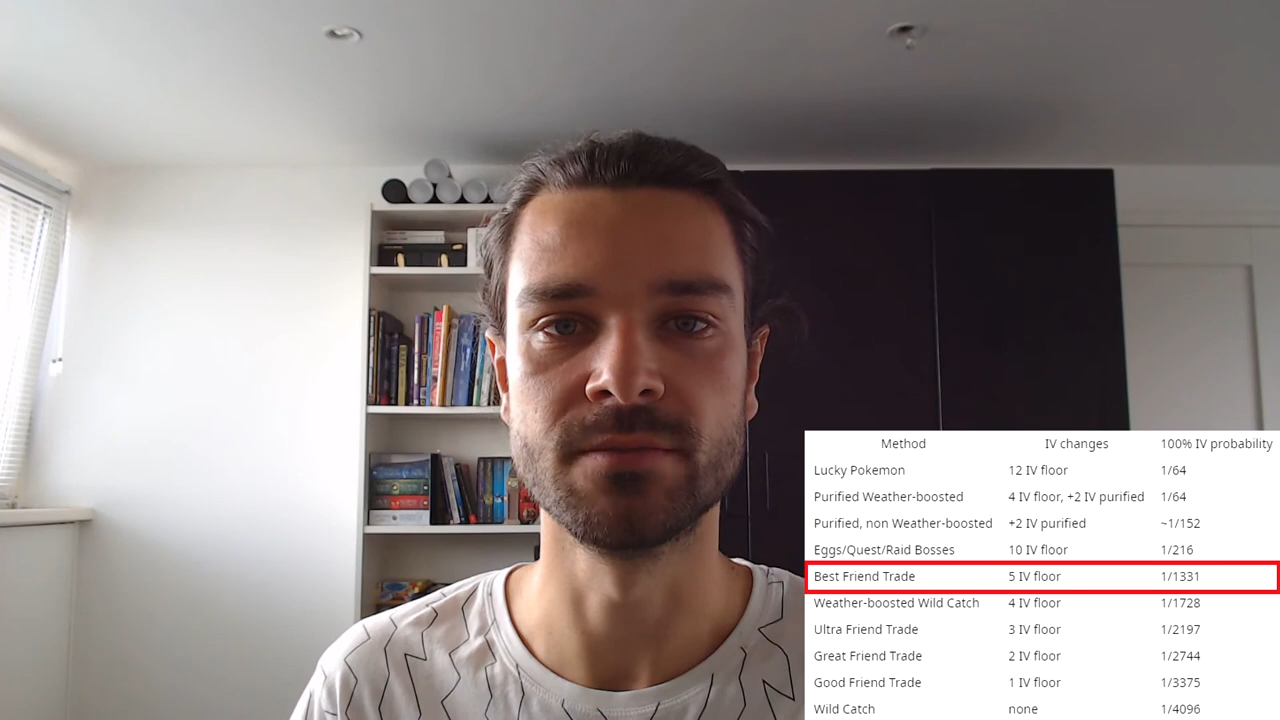 Method IV changes 100% IV probability
Lucky Pokemon 12 IV floor 1/64
Purified Weather-boosted 4 IV floor, +2 IV purified 1/64
Purified, non Weather-boosted +2 IV purified ~1/152
Eggs/Quest/Raid Bosses 10 IV floor 1/216
Best Friend Trade 5 IV floor 1/1331
Weather-boosted Wild Catch 4 IV floor 1/1728
Ultra Friend Trade 3 IV floor 1/2197
Great Friend Trade 2 IV floor 1/2744
Good Friend Trade 1 IV floor 1/3375
Wild Catch none 1/4096